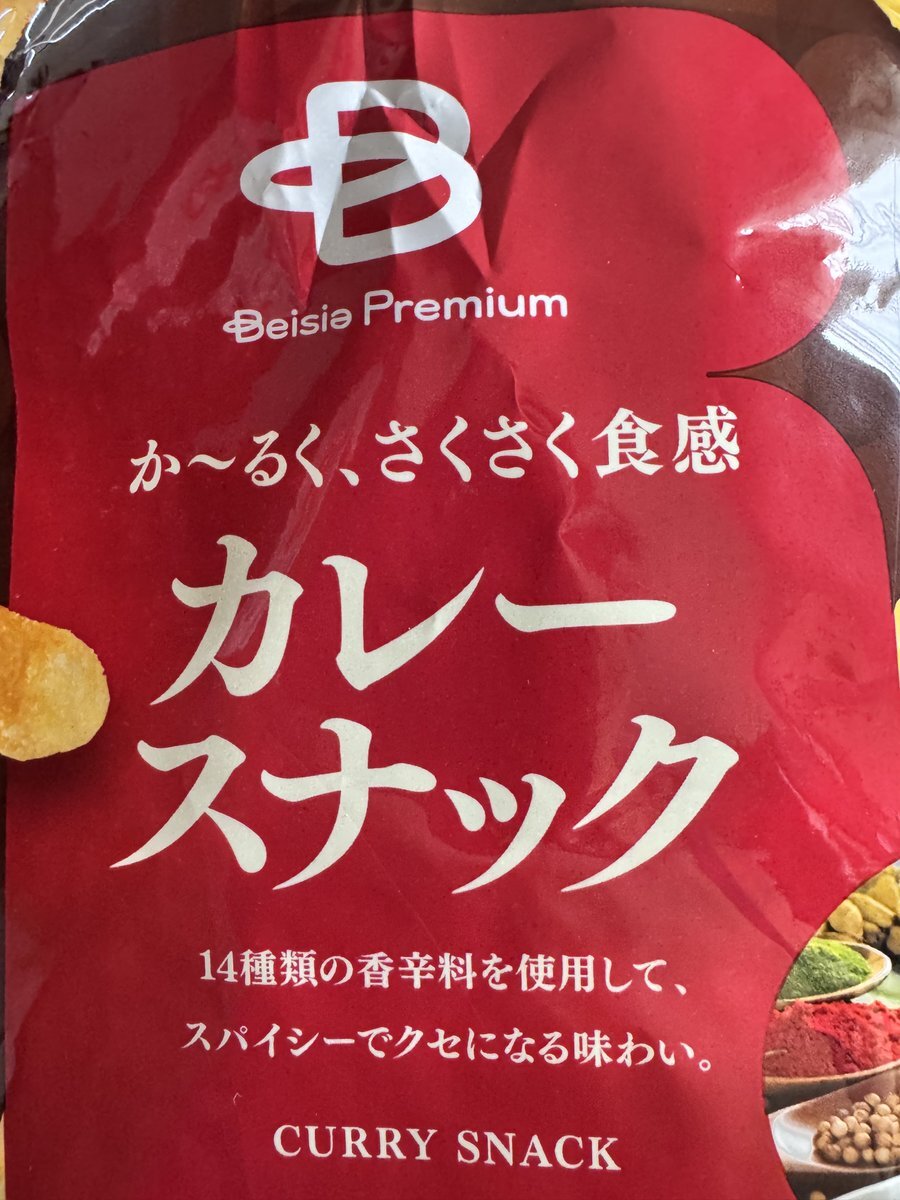 Beisia Premium
か〜るく、さくさく食感
カレー
スナック
14種類の香辛料を使用して、
スパイシーでクセになる味わい。
CURRY SNACK